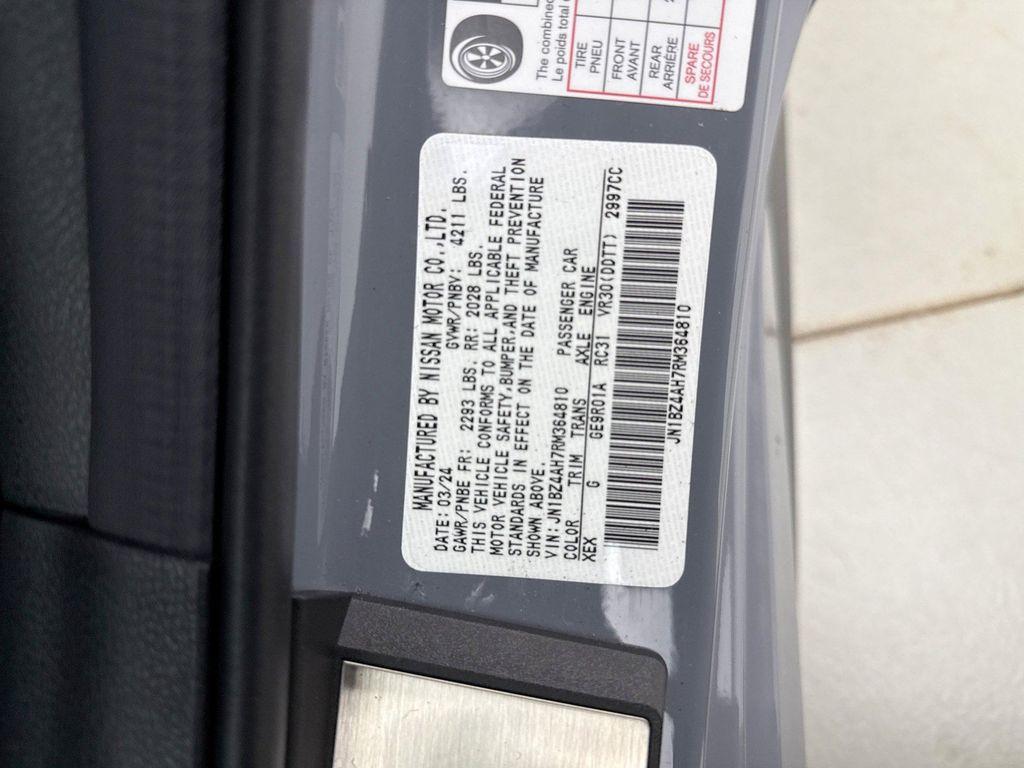 The combined
Le poids total
TIRE
PNEU
FRONT
AVANT
REAR
ARRIÈRE
SPARE
DE SECOURS
MANUFACTURED BY NISSAN MOTOR CO.,LTD.
DATE: 03/24 GVWR/PNBV: 4211 LBS.
GAWR/PNBE FR: 2293 LBS. RR: 2028 LBS.
THIS VEHICLE CONFORMS TO ALL APPLICABLE FEDERAL
MOTOR VEHICLE SAFETY,BUMPER,AND THEFT PREVENTION
STANDARDS IN EFFECT ON THE DATE OF MANUFACTURE
SHOWN ABOVE.
VIN:JN1BZ4AH7RM364810 PASSENGER CAR
COLOR TRIM TRANS AXLE ENGINE
XEX G GE9R01A RC31 VR30(DDTT) 2997CC
JN1BZ4AH7RM364810